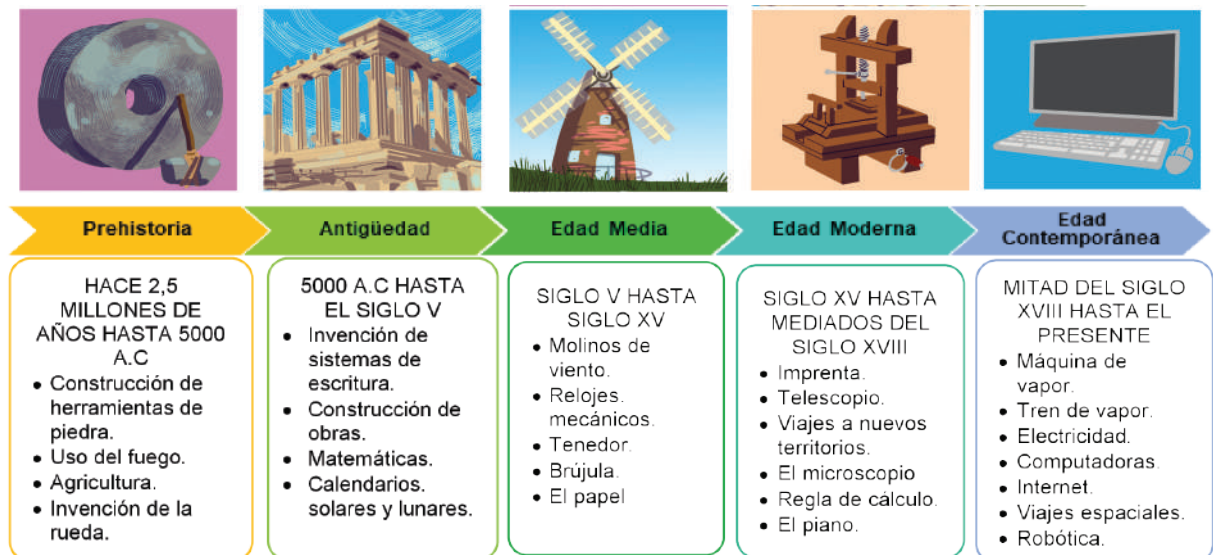 Prehistoria
Antigüedad
Edad Media
Edad Moderna
Edad
Contemporánea
HACE 2,5
MILLONES DE
AÑOS HASTA 5000
A.C
• Construcción de
herramientas de
piedra.
• Uso del fuego.
• Agricultura.
• Invención de la
rueda.
5000 A.C HASTA
EL SIGLO V
• Invención de
sistemas de
escritura.
• Construcción de
obras.
• Matemáticas.
• Calendarios.
solares y lunares.
SIGLO V HASTA
SIGLO XV
• Molinos de
viento.
• Relojes.
mecánicos.
• Tenedor.
• Brújula.
• El papel
SIGLO XV HASTA
MEDIADOS DEL
SIGLO XVIII
• Imprenta.
• Telescopio.
• Viajes a nuevos
territorios.
• El microscopio
• Regla de cálculo.
• El piano.
MITAD DEL SIGLO
XVIII HASTA EL
PRESENTE
• Máquina de
vapor.
• Tren de vapor.
• Electricidad.
• Computadoras.
• Internet.
• Viajes espaciales.
• Robótica.